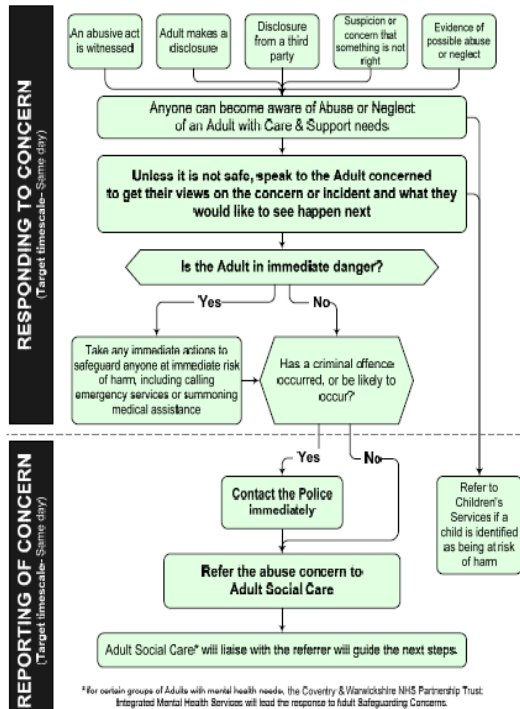 RESPONDING TO CONCERN
(Target timescale- Same day)
An abusive act
is witnessed
Adult makes a
disclosure
Disclosure
from a third
party
Suspicion or
concern that
something is not
right
Evidence of
possible abuse
or neglect
Anyone can become aware of Abuse or Neglect
of an Adult with Care & Support needs
Unless it is not safe, speak to the Adult concerned
to get their views on the concern or incident and what they
would like to see happen next
Is the Adult in immediate danger?
Yes
No
Take any immediate actions to
safeguard anyone at immediate risk
of harm, including calling
emergency services or summoning
medical assistance
Has a criminal offence
occurred, or be likely to
occur?
REPORTING OF CONCERN
(Target timescale- Same day)
Yes
No
Contact the Police
immediately
Refer to
Children's
Services if a
child is identified
as being at risk
of harm
Refer the abuse concern to
Adult Social Care
Adult Social Care* will liaise with the referrer will guide the next steps.
*for certain groups of Adults with mental health needs, the Coventry & Warwickshire NHS Partnership Trust:
Integrated Mental Health Services will lead the response to Adult Safeguarding Concerns.